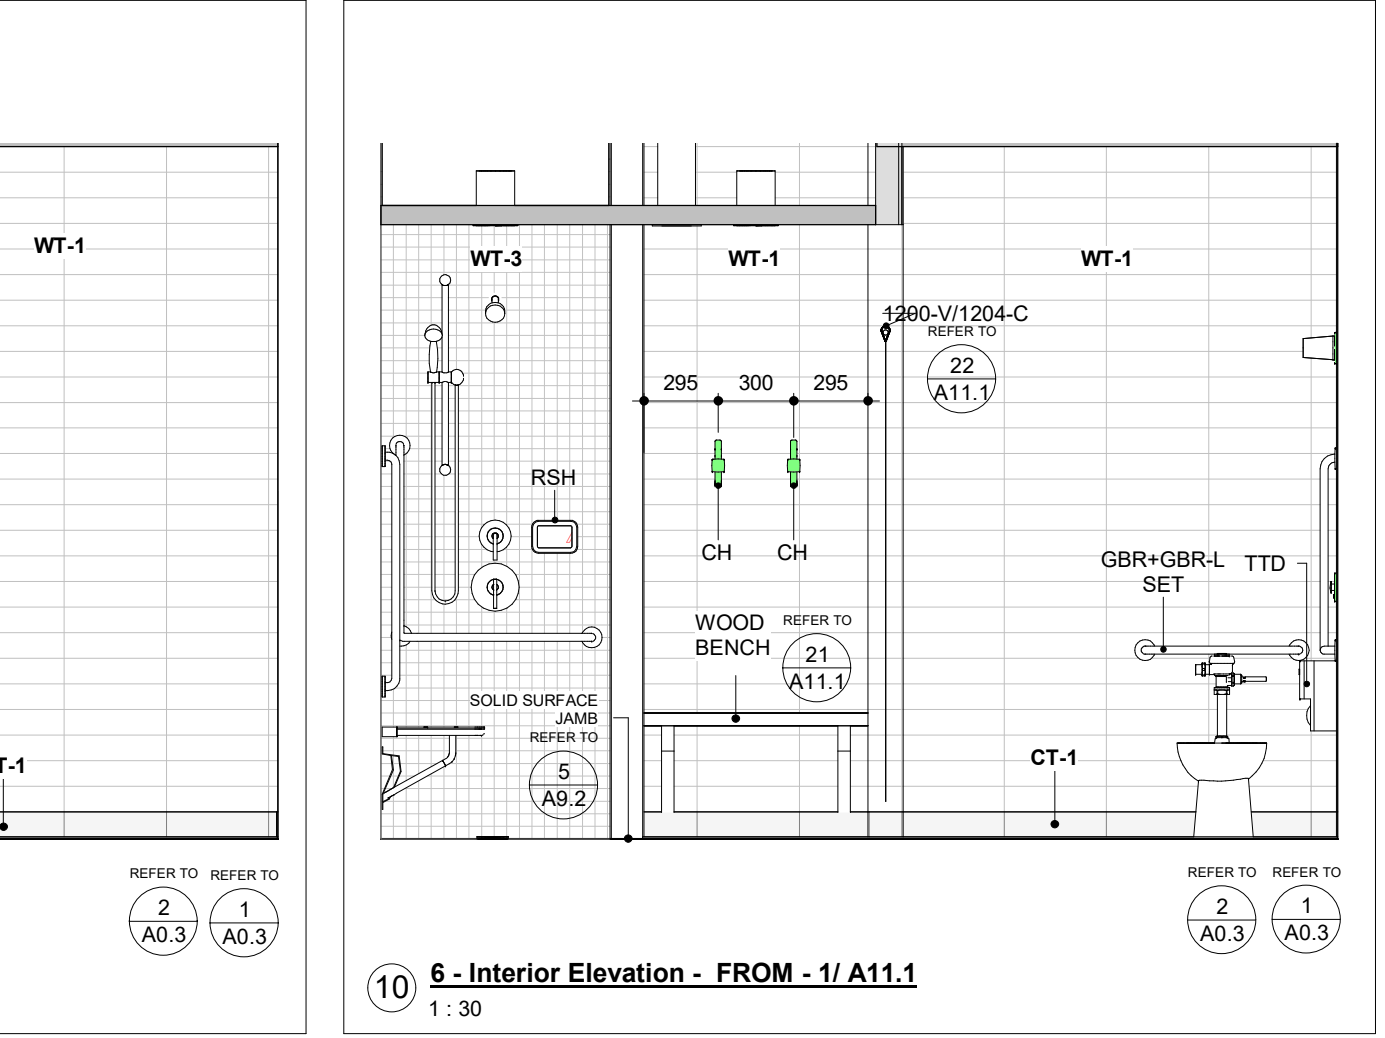 WT-1
T-1
REFER TO
2
A0.3
REFER TO
1
A0.3
WT-3
WT-1
WT-1
1200-V/1204-C
REFER TO
22
A11.1
295
300
295
RSH
CH
CH
GBR+GBR-L
SET
TTD
WOOD
BENCH
REFER TO
21
A11.1
SOLID SURFACE
JAMB
REFER TO
5
A9.2
CT-1
REFER TO
2
A0.3
REFER TO
1
A0.3
10
6 - Interior Elevation - FROM - 1/ A11.1
1 : 30